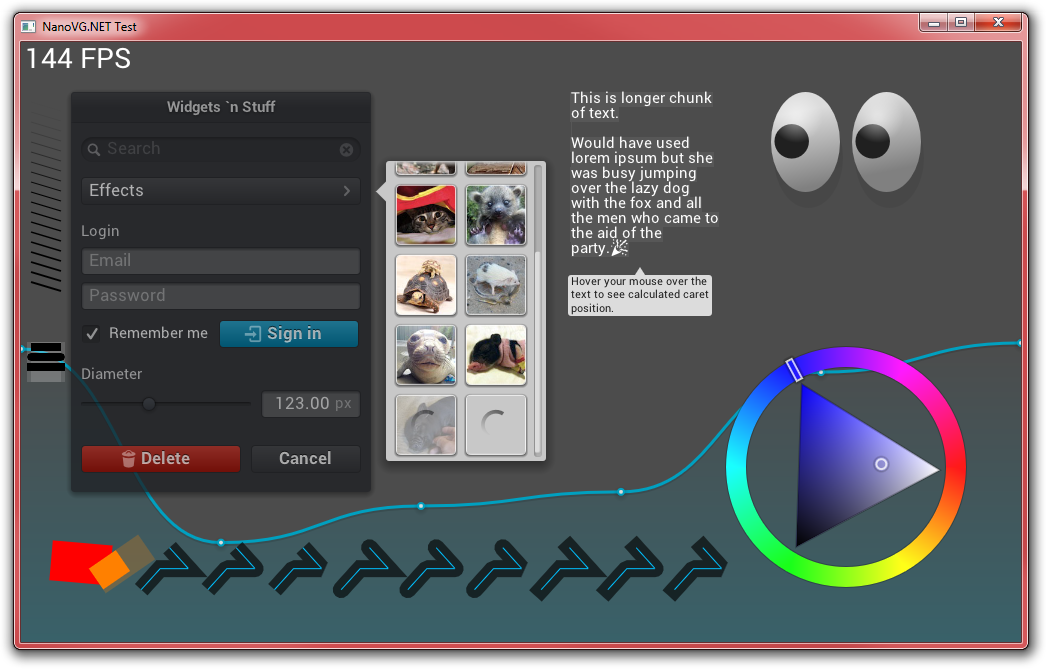 NanoVG.NET Test
144 FPS
Widgets `n Stuff
Search
Effects
Login
Email
Password
Remember me
Sign in
Diameter
123.00 px
Delete
Cancel
This is longer chunk
of text.
Would have used
lorem ipsum but she
was busy jumping
over the lazy dog
with the fox and all
the men who came to
the aid of the
party.🎉
Hover your mouse over the
text to see calculated caret
position.